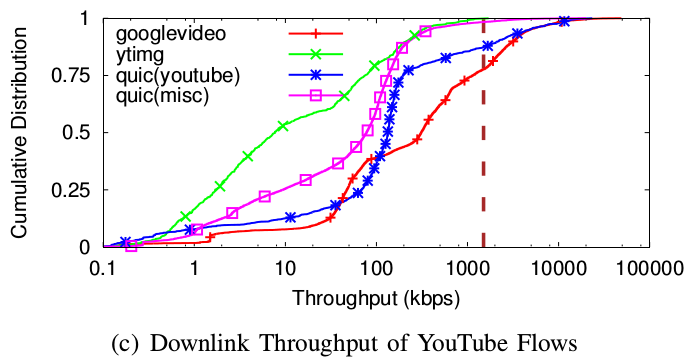 googlevideo
ytimg
quic(youtube)
quic(misc)
Cumulative Distribution
1
0.75
0.5
0.25
0
0.1 1 10 100 1000 10000 100000
Throughput (kbps)
(c) Downlink Throughput of YouTube Flows